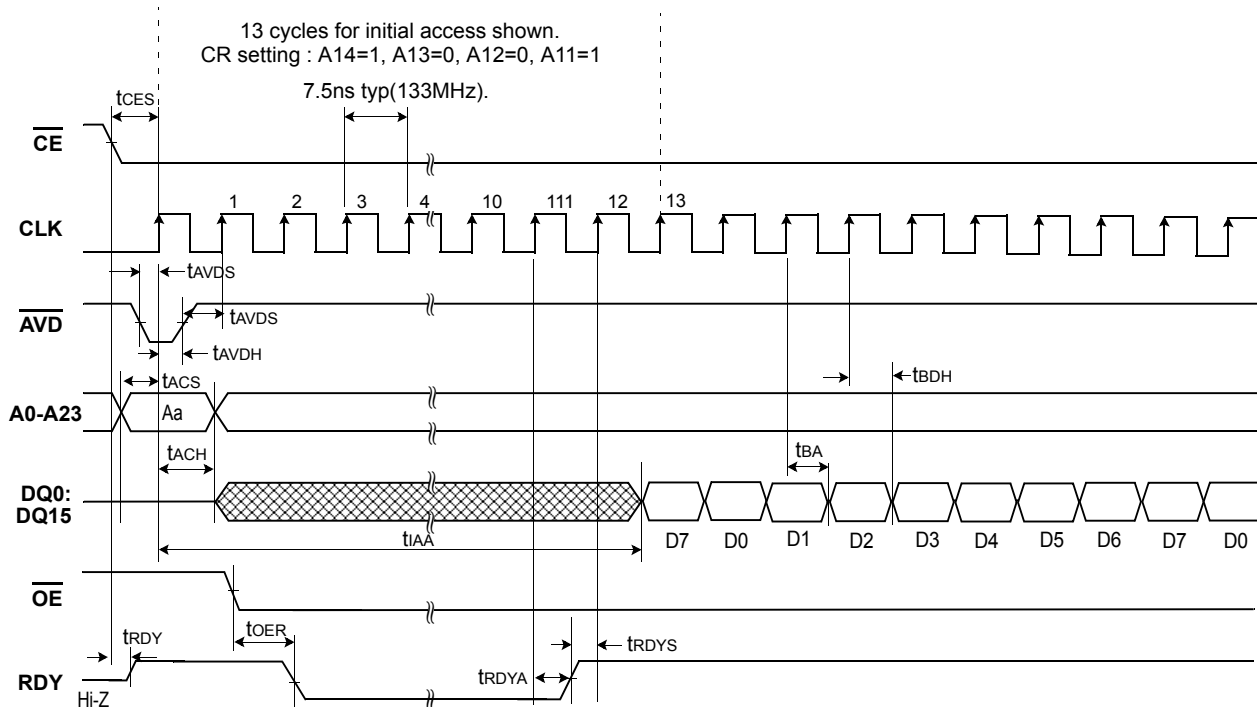 13 cycles for initial access shown.
CR setting : A14=1, A13=0, A12=0, A11=1
7.5ns typ(133MHz).
tCES
CE
CLK
1 2 3 4 10 111 12 13
tAVDS
AVD
tAVDS
tAVDH
tBDH
tACS
A0-A23
Aa
tBA
tACH
DQ0:
DQ15
tIAA
D7 D0 D1 D2 D3 D4 D5 D6 D7 D0
OE
tOER
tRDY
tRDYS
RDY
tRDYA
Hi-Z